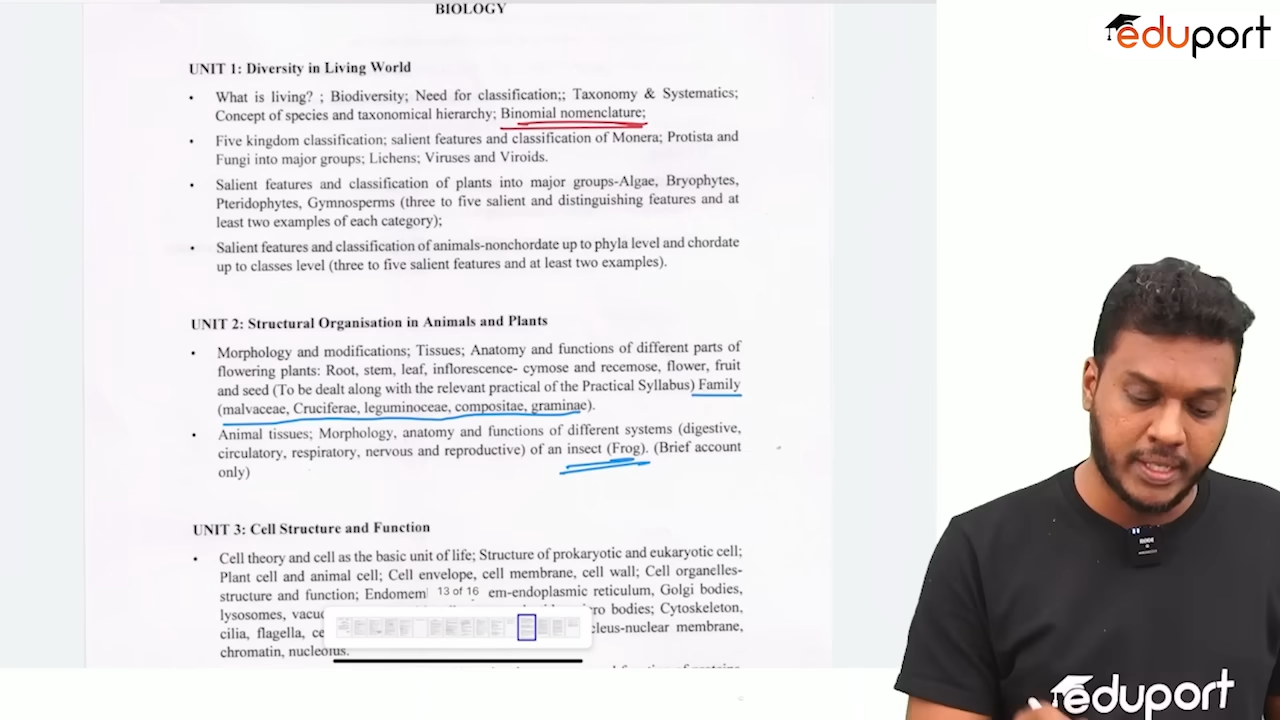 BIOLOGY
eduport
UNIT 1: Diversity in Living World
• What is living? ; Biodiversity; Need for classification;; Taxonomy & Systematics;
Concept of species and taxonomical hierarchy; Binomial nomenclature;
• Five kingdom classification; salient features and classification of Monera; Protista and
Fungi into major groups; Lichens; Viruses and Viroids.
• Salient features and classification of plants into major groups-Algae, Bryophytes,
Pteridophytes, Gymnosperms (three to five salient and distinguishing features and at
least two examples of each category);
• Salient features and classification of animals-nonchordate up to phyla level and chordate
up to classes level (three to five salient features and at least two examples).
UNIT 2: Structural Organisation in Animals and Plants
• Morphology and modifications; Tissues; Anatomy and functions of different parts of
flowering plants: Root, stem, leaf, inflorescence- cymose and recemose, flower, fruit
and seed (To be dealt along with the relevant practical of the Practical Syllabus) Family
(malvaceae, Cruciferae, leguminoceae, compositae, graminae).
• Animal tissues; Morphology, anatomy and functions of different systems (digestive,
circulatory, respiratory, nervous and reproductive) of an insect (Frog). (Brief account
only)
UNIT 3: Cell Structure and Function
• Cell theory and cell as the basic unit of life; Structure of prokaryotic and eukaryotic cell;
Plant cell and animal cell; Cell envelope, cell membrane, cell wall; Cell organelles-
structure and function; Endomem 13 of 16 em-endoplasmic reticulum, Golgi bodies,
lysosomes, vacuo ro bodies; Cytoskeleton,
cilia, flagella, ce cleus-nuclear membrane,
chromatin, nucleolus.
eduport